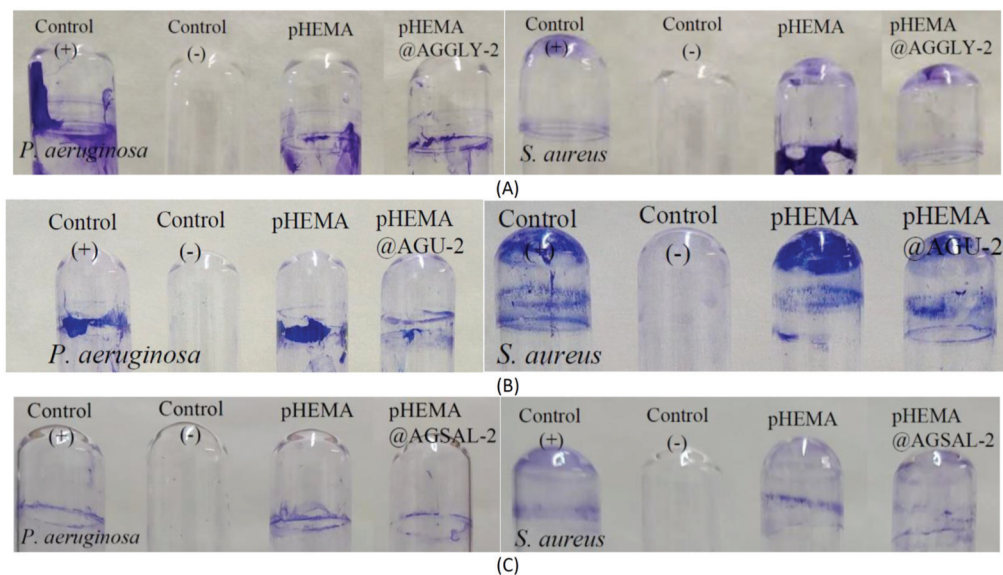 Control
(+)
Control
(-)
pHEMA
pHEMA
@AGGLY-2
P. aeruginosa
Control
(+)
Control
(-)
pHEMA
pHEMA
@AGGLY-2
S. aureus
(A)
Control
(+)
Control
(-)
pHEMA
pHEMA
@AGU-2
P. aeruginosa
Control
(+)
Control
(-)
pHEMA
pHEMA
@AGU-2
S. aureus
(B)
Control
(+)
Control
(-)
pHEMA
pHEMA
@AGSAL-2
P. aeruginosa
Control
(+)
Control
(-)
pHEMA
pHEMA
@AGSAL-2
S. aureus
(C)